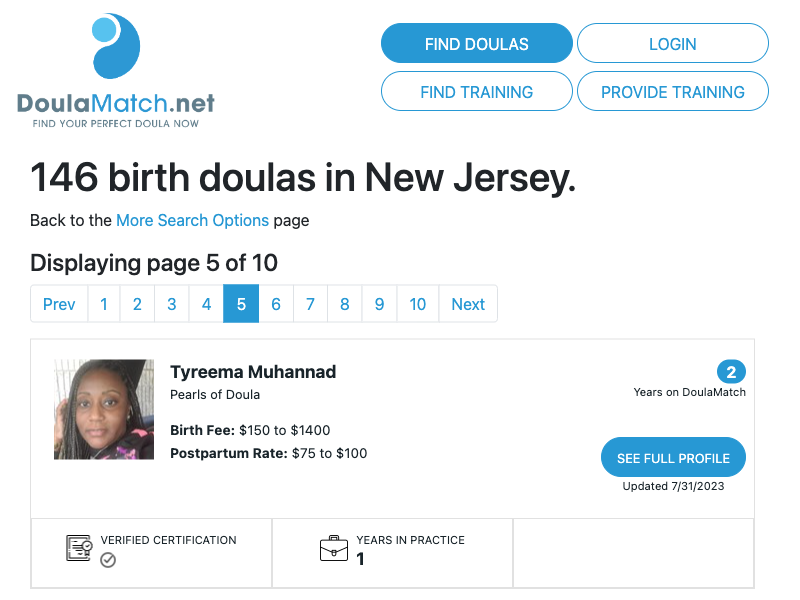 DoulaMatch.net
FIND YOUR PERFECT DOULA NOW
FIND DOULAS
LOGIN
FIND TRAINING
PROVIDE TRAINING
146 birth doulas in New Jersey.
Back to the More Search Options page
Displaying page 5 of 10
Prev 1 2 3 4 5 6 7 8 9 10 Next
Tyreema Muhannad
Pearls of Doula
Birth Fee: $150 to $1400
Postpartum Rate: $75 to $100
2
Years on DoulaMatch
SEE FULL PROFILE
Updated 7/31/2023
VERIFIED CERTIFICATION
YEARS IN PRACTICE
1